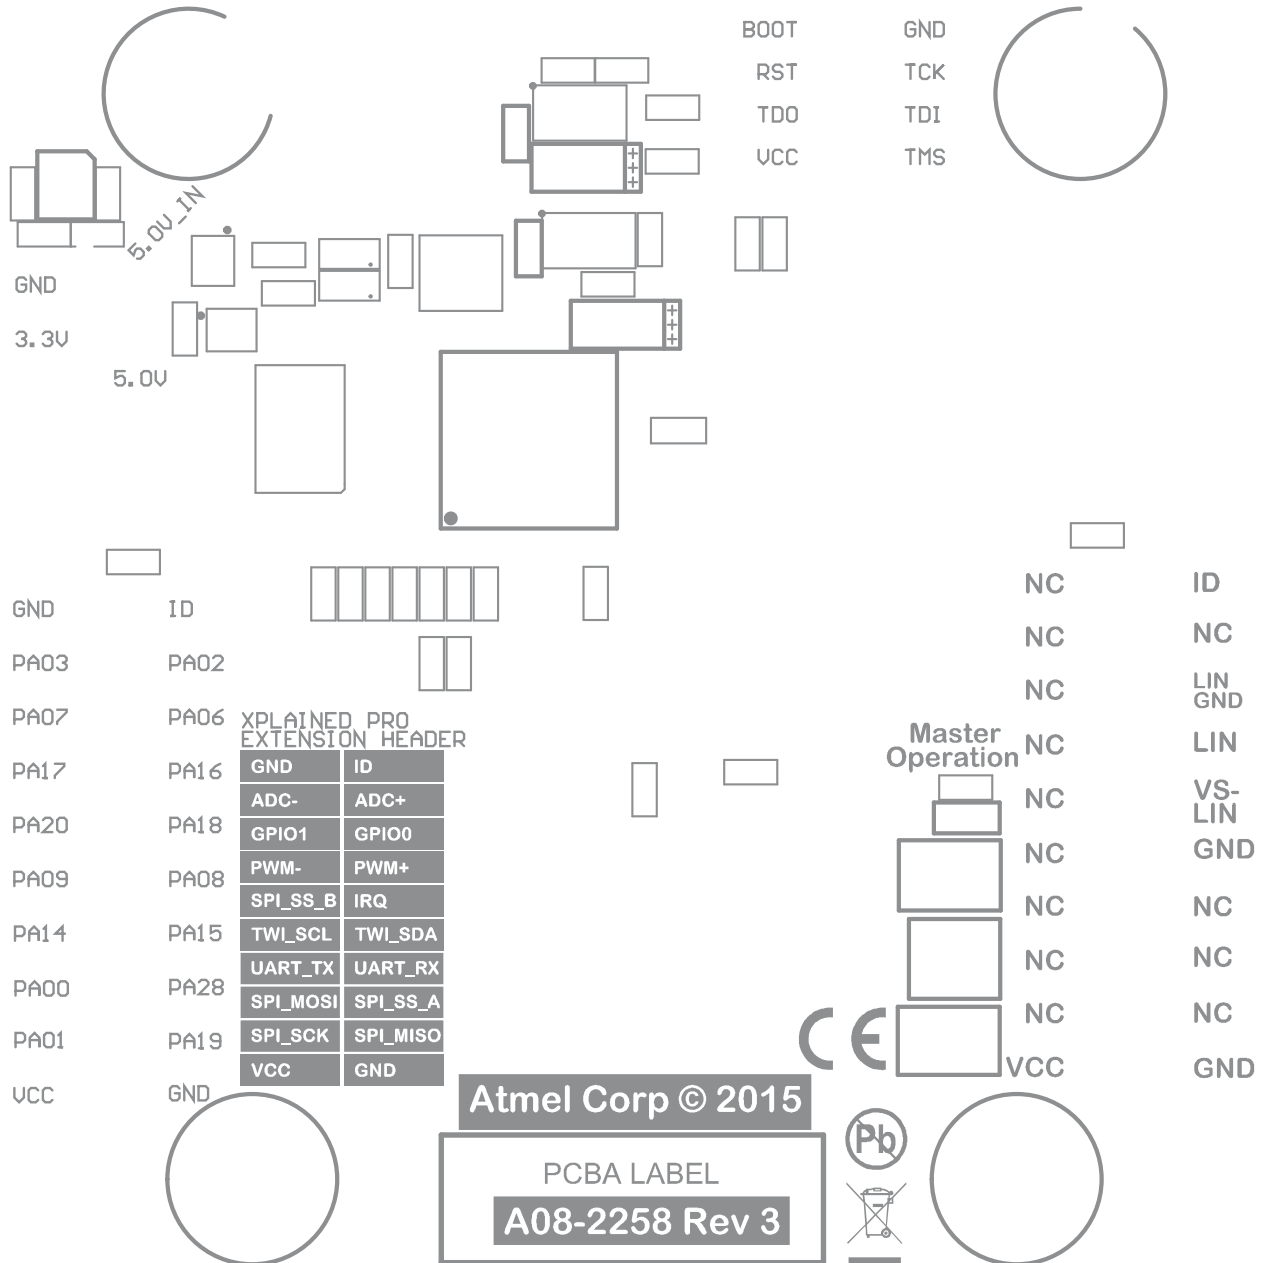 BOOT GND
RST TCK
TDO TDI
VCC TMS
5.0V_IN
GND
3.3V
5.0V
GND ID
PA03 PA02
PA07 PA06
PA17 PA16
PA20 PA18
PA09 PA08
PA14 PA15
PA00 PA28
PA01 PA19
VCC GND
XPLAINED PRO
EXTENSION HEADER
GND ID
ADC- ADC+
GPIO1 GPIO0
PWM- PWM+
SPI_SS_B IRQ
TWI_SCL TWI_SDA
UART_TX UART_RX
SPI_MOSI SPI_SS_A
SPI_SCK SPI_MISO
VCC GND
Master
Operation
NC ID
NC NC
NC LIN
GND
NC LIN
NC VS-
LIN
NC GND
NC NC
NC NC
NC NC
VCC GND
CE
Atmel Corp © 2015
PCBA LABEL
A08-2258 Rev 3
Pb